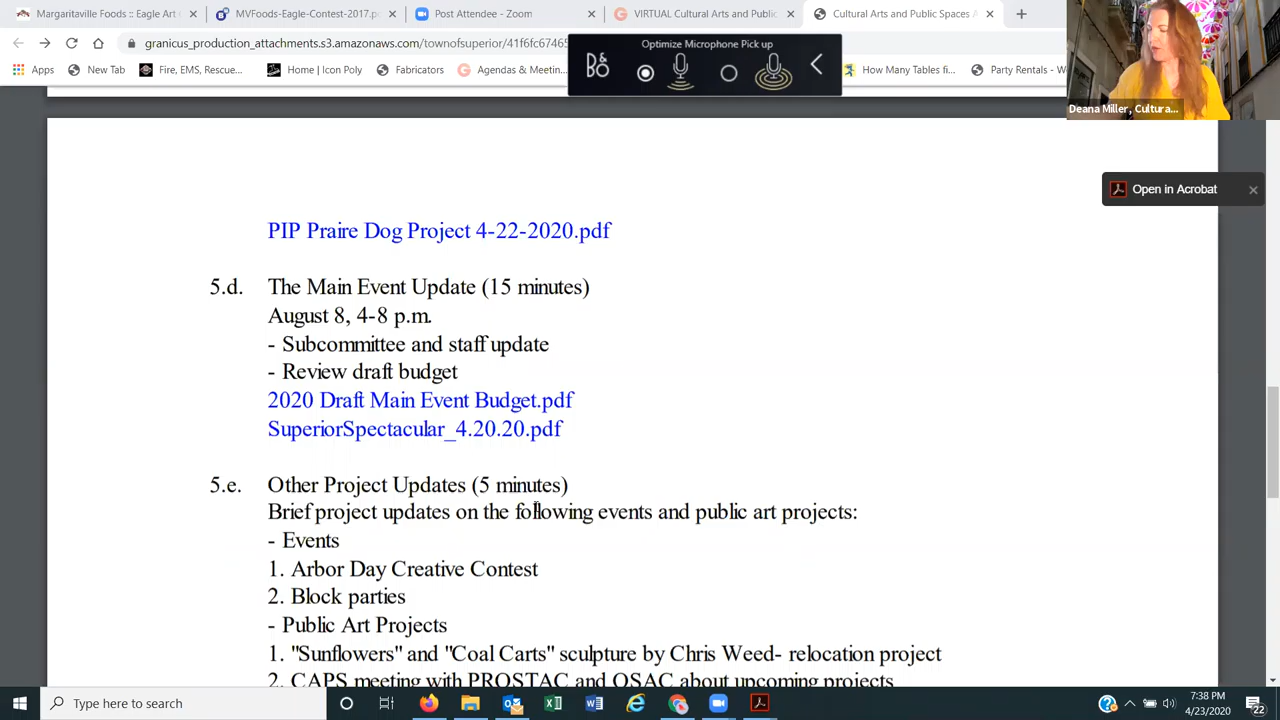 Margaritaville Foods :: Eagle Art
MVFoods-Eagle-Contest-2017.p
Post Attendee - Zoom
VIRTUAL Cultural Arts and Public
Cultural Arts and Public Spaces A
granicus_production_attachments.s3.amazonaws.com/townofsuperior/41f6fc67465
Optimize Microphone Pick up
B&O
Apps
New Tab
Fire, EMS, Rescue...
Home | Icon Poly
Fabricators
Agendas & Meetin...
How Many Tables fi
Party Rentals - W
Deana Miller, Cultura...
Open in Acrobat
PIP Praire Dog Project 4-22-2020.pdf
5.d. The Main Event Update (15 minutes)
August 8, 4-8 p.m.
- Subcommittee and staff update
- Review draft budget
2020 Draft Main Event Budget.pdf
SuperiorSpectacular_4.20.20.pdf
5.e. Other Project Updates (5 minutes)
Brief project updates on the following events and public art projects:
- Events
1. Arbor Day Creative Contest
2. Block parties
- Public Art Projects
1. "Sunflowers" and "Coal Carts" sculpture by Chris Weed- relocation project
2. CAPS meeting with PROSTAC and OSAC about upcoming projects
Type here to search
7:38 PM
4/23/2020
22